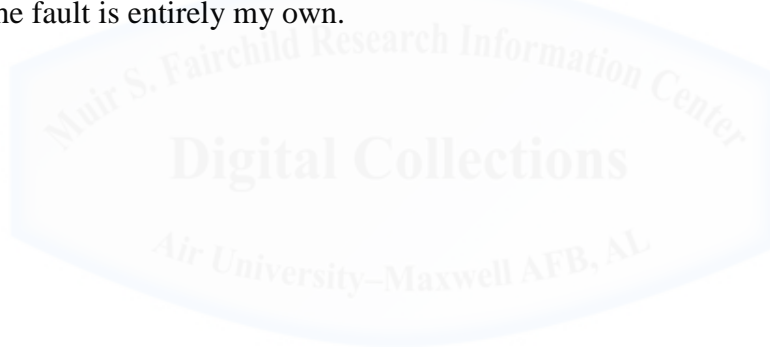 he fault is entirely my own.
Muir S. Fairchild Research Information Center
Digital Collections
Air University–Maxwell AFB, AL